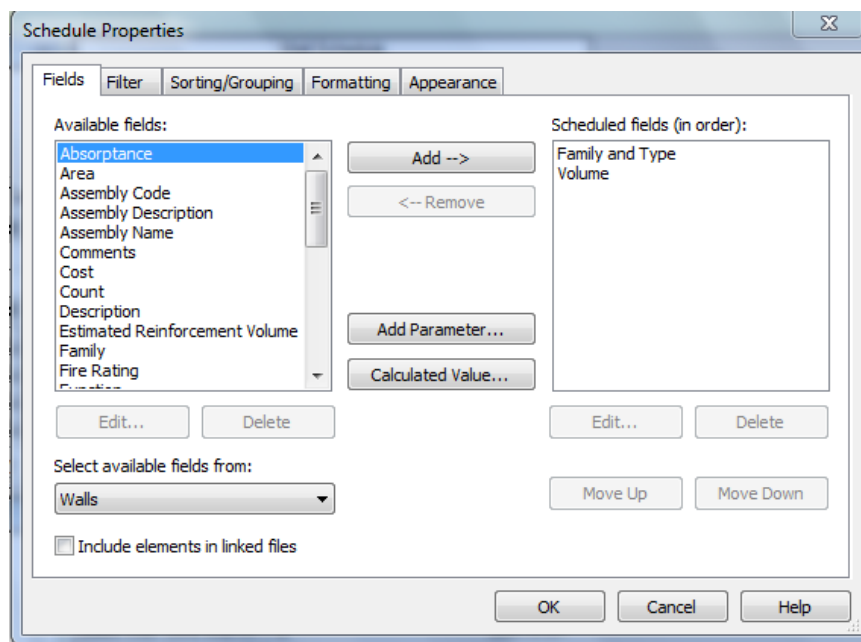 Schedule Properties
Fields
Filter
Sorting/Grouping
Formatting
Appearance
Available fields:
Absorptance
Area
Assembly Code
Assembly Description
Assembly Name
Comments
Cost
Count
Description
Estimated Reinforcement Volume
Family
Fire Rating
Function
Add -->
<-- Remove
Add Parameter...
Calculated Value...
Scheduled fields (in order):
Family and Type
Volume
Edit...
Delete
Edit...
Delete
Select available fields from:
Walls
Move Up
Move Down
Include elements in linked files
OK
Cancel
Help